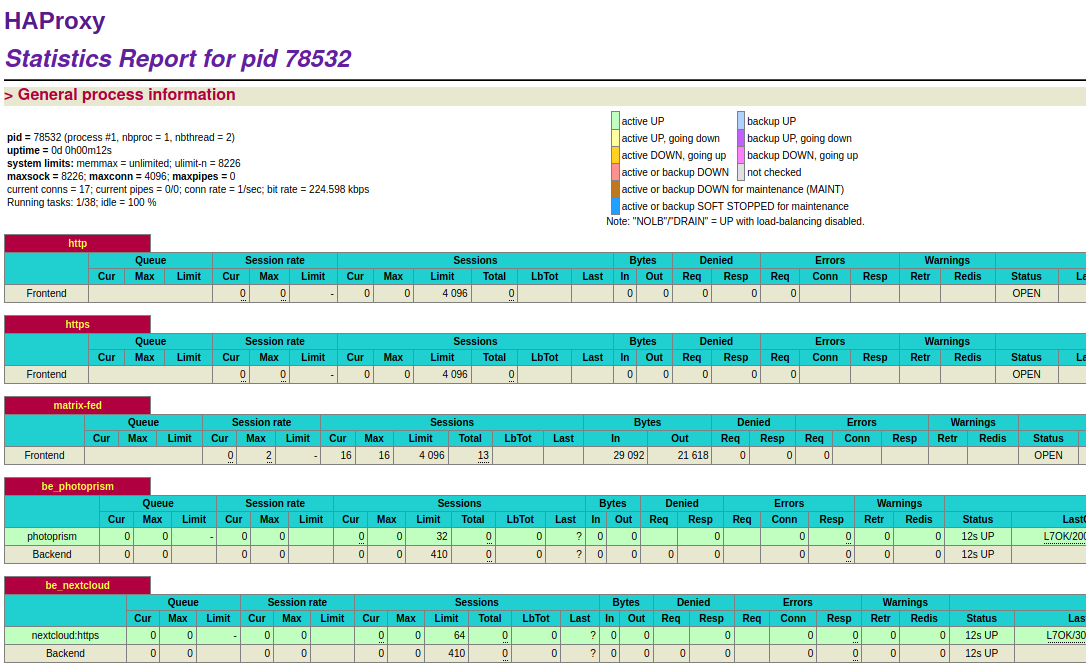 HAProxy
Statistics Report for pid 78532
> General process information
pid = 78532 (process #1, nbproc = 1, nbthread = 2)
uptime = 0d 0h00m12s
system limits: memmax = unlimited; ulimit-n = 8226
maxsock = 8226; maxconn = 4096; maxpipes = 0
current conns = 17; current pipes = 0/0; conn rate = 1/sec; bit rate = 224.598 kbps
Running tasks: 1/38; idle = 100 %
active UP backup UP
active UP, going down backup UP, going down
active DOWN, going up backup DOWN, going up
active or backup DOWN not checked
active or backup DOWN for maintenance (MAINT)
active or backup SOFT STOPPED for maintenance
Note: "NOLB"/"DRAIN" = UP with load-balancing disabled.
http
Queue Session rate Sessions Bytes Denied Errors Warnings
Cur Max Limit Cur Max Limit Cur Max Limit Total LbTot Last In Out Req Resp Req Conn Resp Retr Redis Status La
Frontend 0 0 - 0 0 4 096 0 0 0 0 0 0 OPEN
https
Queue Session rate Sessions Bytes Denied Errors Warnings
Cur Max Limit Cur Max Limit Cur Max Limit Total LbTot Last In Out Req Resp Req Conn Resp Retr Redis Status La
Frontend 0 0 - 0 0 4 096 0 0 0 0 0 0 OPEN
matrix-fed
Queue Session rate Sessions Bytes Denied Errors Warnings
Cur Max Limit Cur Max Limit Cur Max Limit Total LbTot Last In Out Req Resp Req Conn Resp Retr Redis Status
Frontend 0 2 - 16 16 4 096 13 29 092 21 618 0 0 0 OPEN
be_photoprism
Queue Session rate Sessions Bytes Denied Errors Warnings
Cur Max Limit Cur Max Limit Cur Max Limit Total LbTot Last In Out Req Resp Req Conn Resp Retr Redis Status LastC
photoprism 0 0 - 0 0 0 0 32 0 0 ? 0 0 0 0 0 0 0 12s UP L7OK/200
Backend 0 0 0 0 0 0 410 0 0 ? 0 0 0 0 0 0 0 0 12s UP
be_nextcloud
Queue Session rate Sessions Bytes Denied Errors Warnings
Cur Max Limit Cur Max Limit Cur Max Limit Total LbTot Last In Out Req Resp Req Conn Resp Retr Redis Status Las
nextcloud:https 0 0 - 0 0 0 0 64 0 0 ? 0 0 0 0 0 0 0 12s UP L7OK/30
Backend 0 0 0 0 0 0 410 0 0 ? 0 0 0 0 0 0 0 0 12s UP